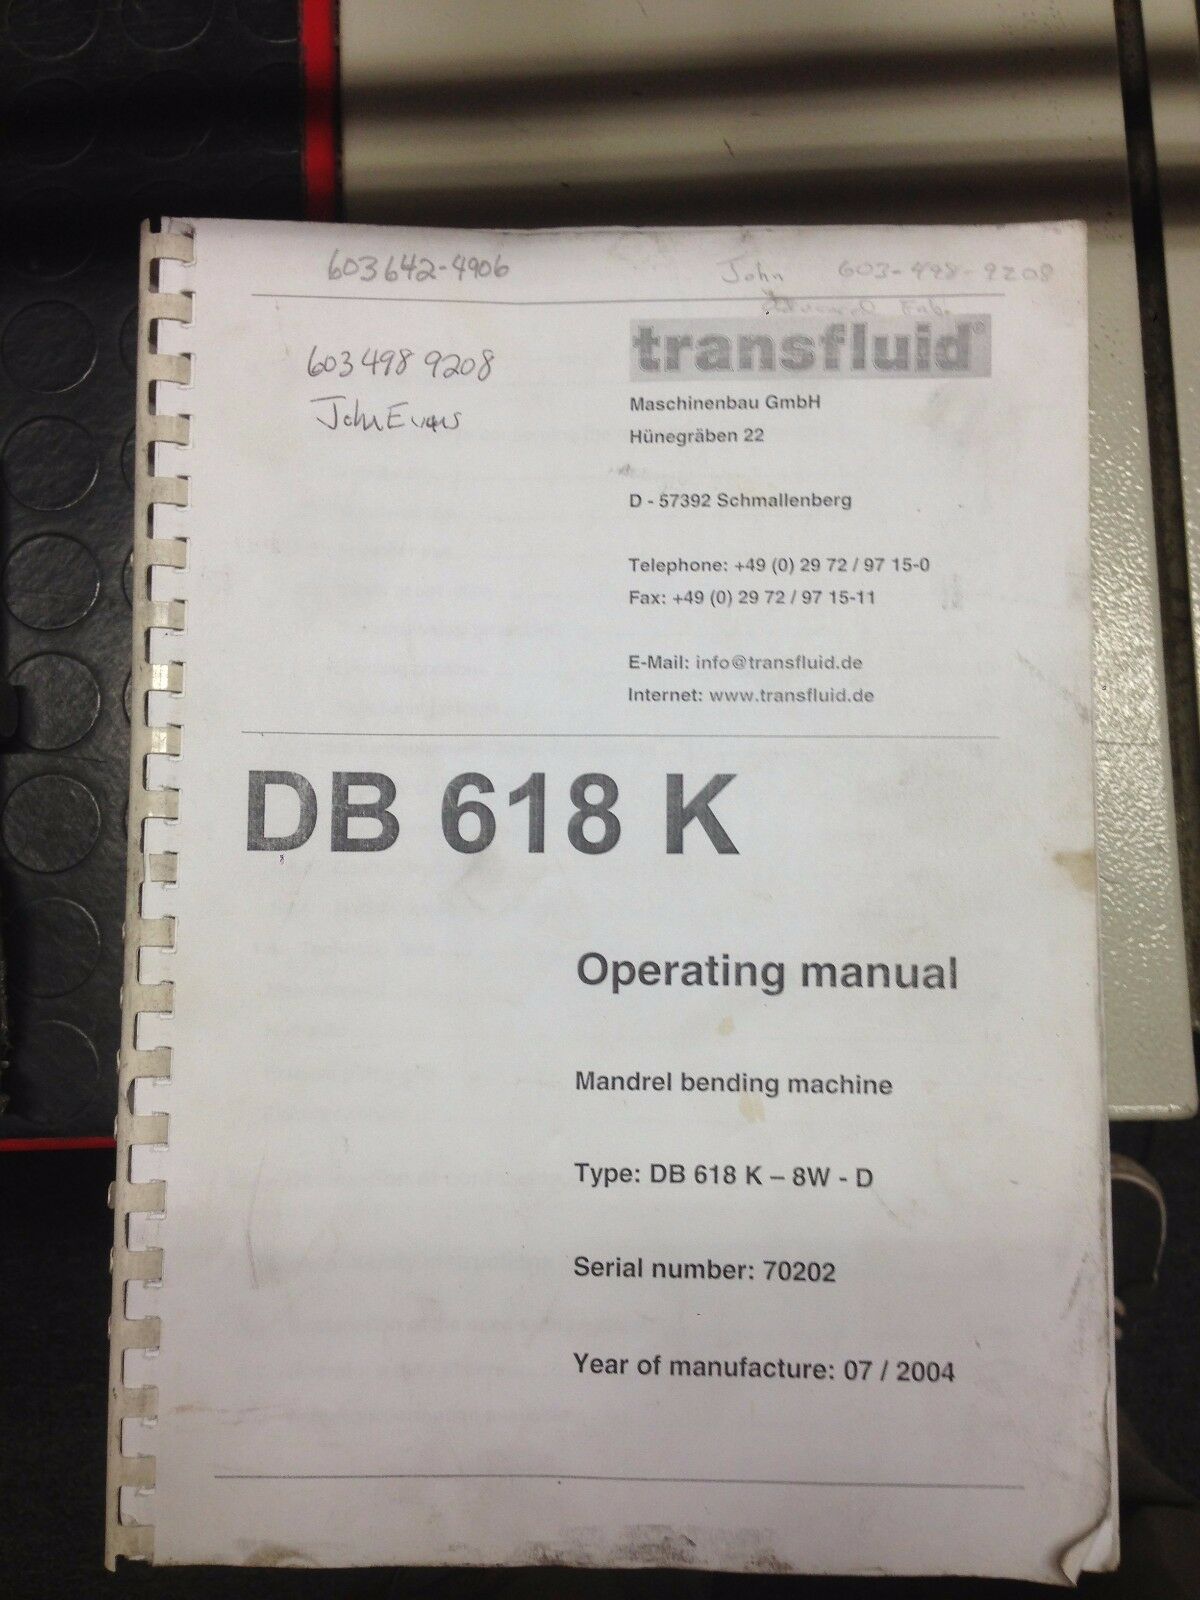 603 642-4906
John 603-498-9208
Fab.
transfluid®
603 498 9208
John Evans
Maschinenbau GmbH
Hünegräben 22
D - 57392 Schmallenberg
Telephone: +49 (0) 29 72 / 97 15-0
Fax: +49 (0) 29 72 / 97 15-11
E-Mail: info@transfluid.de
Internet: www.transfluid.de
DB 618 K
Operating manual
Mandrel bending machine
Type: DB 618 K – 8W - D
Serial number: 70202
Year of manufacture: 07 / 2004